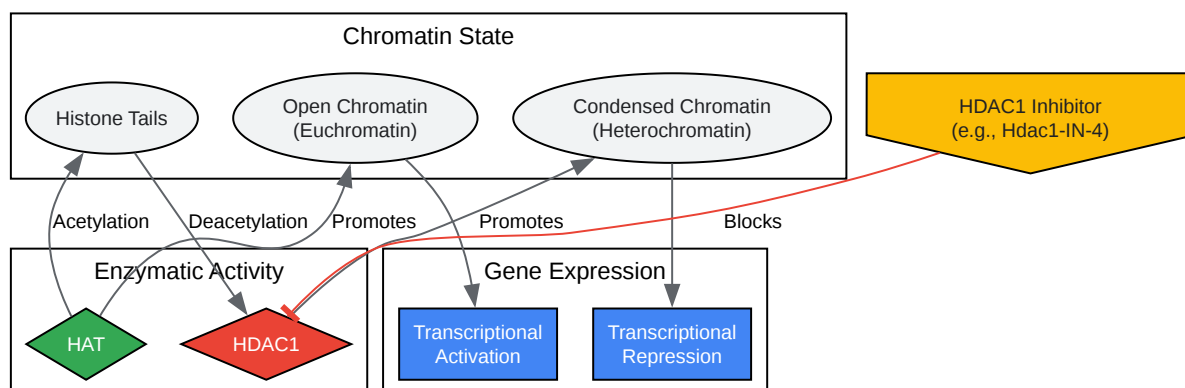 Chromatin State
Histone Tails
Open Chromatin
(Euchromatin)
Condensed Chromatin
(Heterochromatin)
HDAC1 Inhibitor
(e.g., Hdac1-IN-4)
Acetylation
Deacetylation
Promotes
Promotes
Blocks
Enzymatic Activity
Gene Expression
HAT
HDAC1
Transcriptional
Activation
Transcriptional
Repression